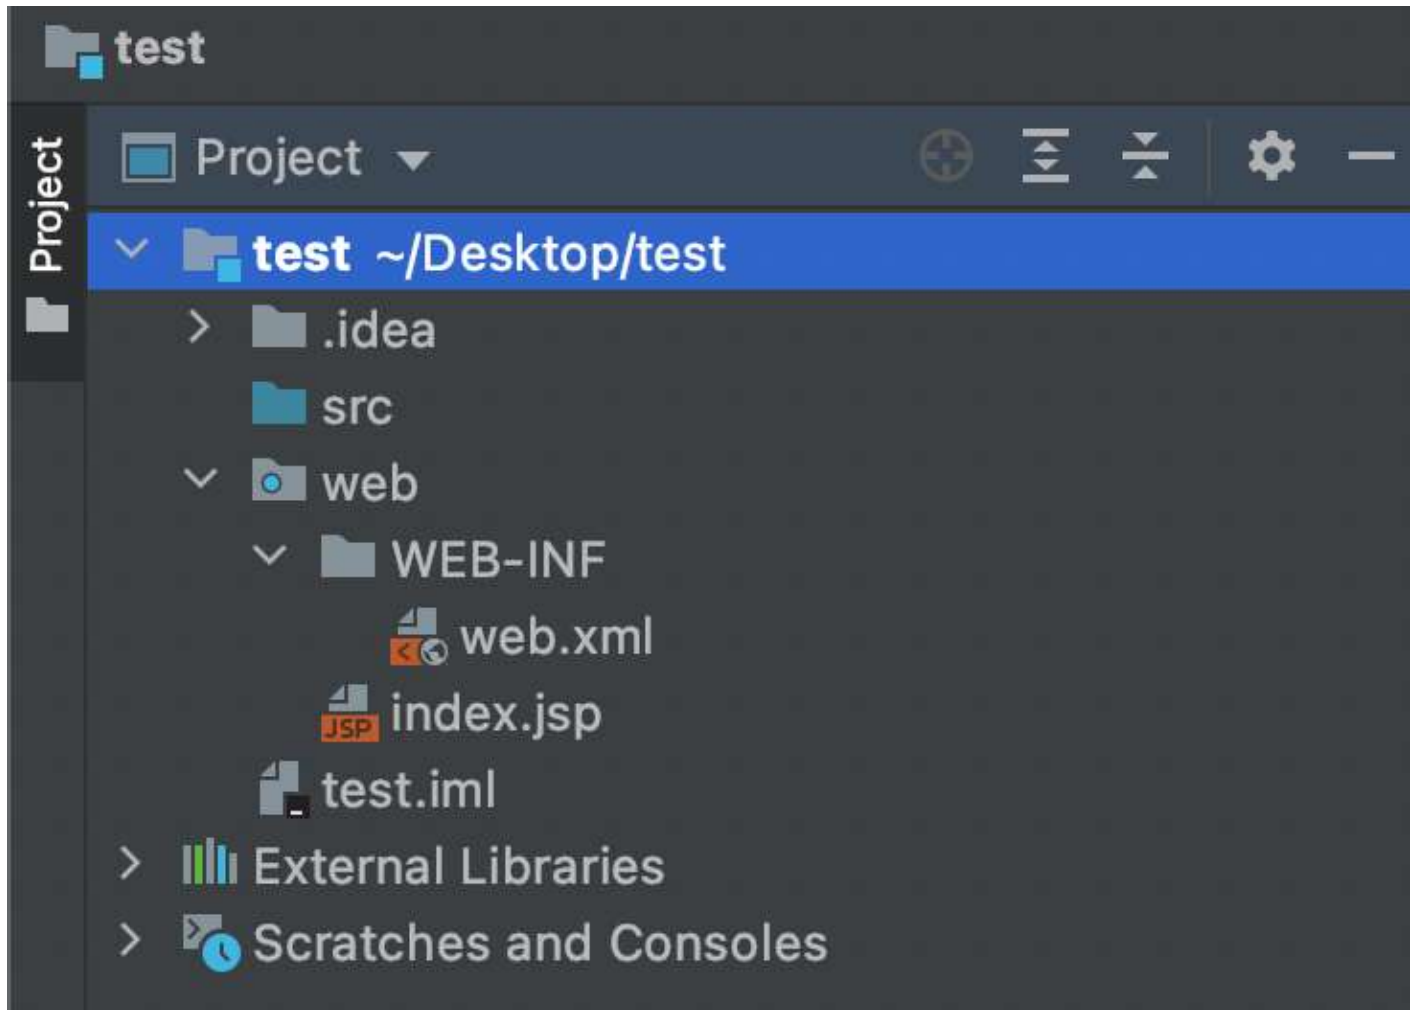 test
Project
Project
test ~/Desktop/test
.idea
src
web
WEB-INF
web.xml
JSP index.jsp
test.iml
External Libraries
Scratches and Consoles